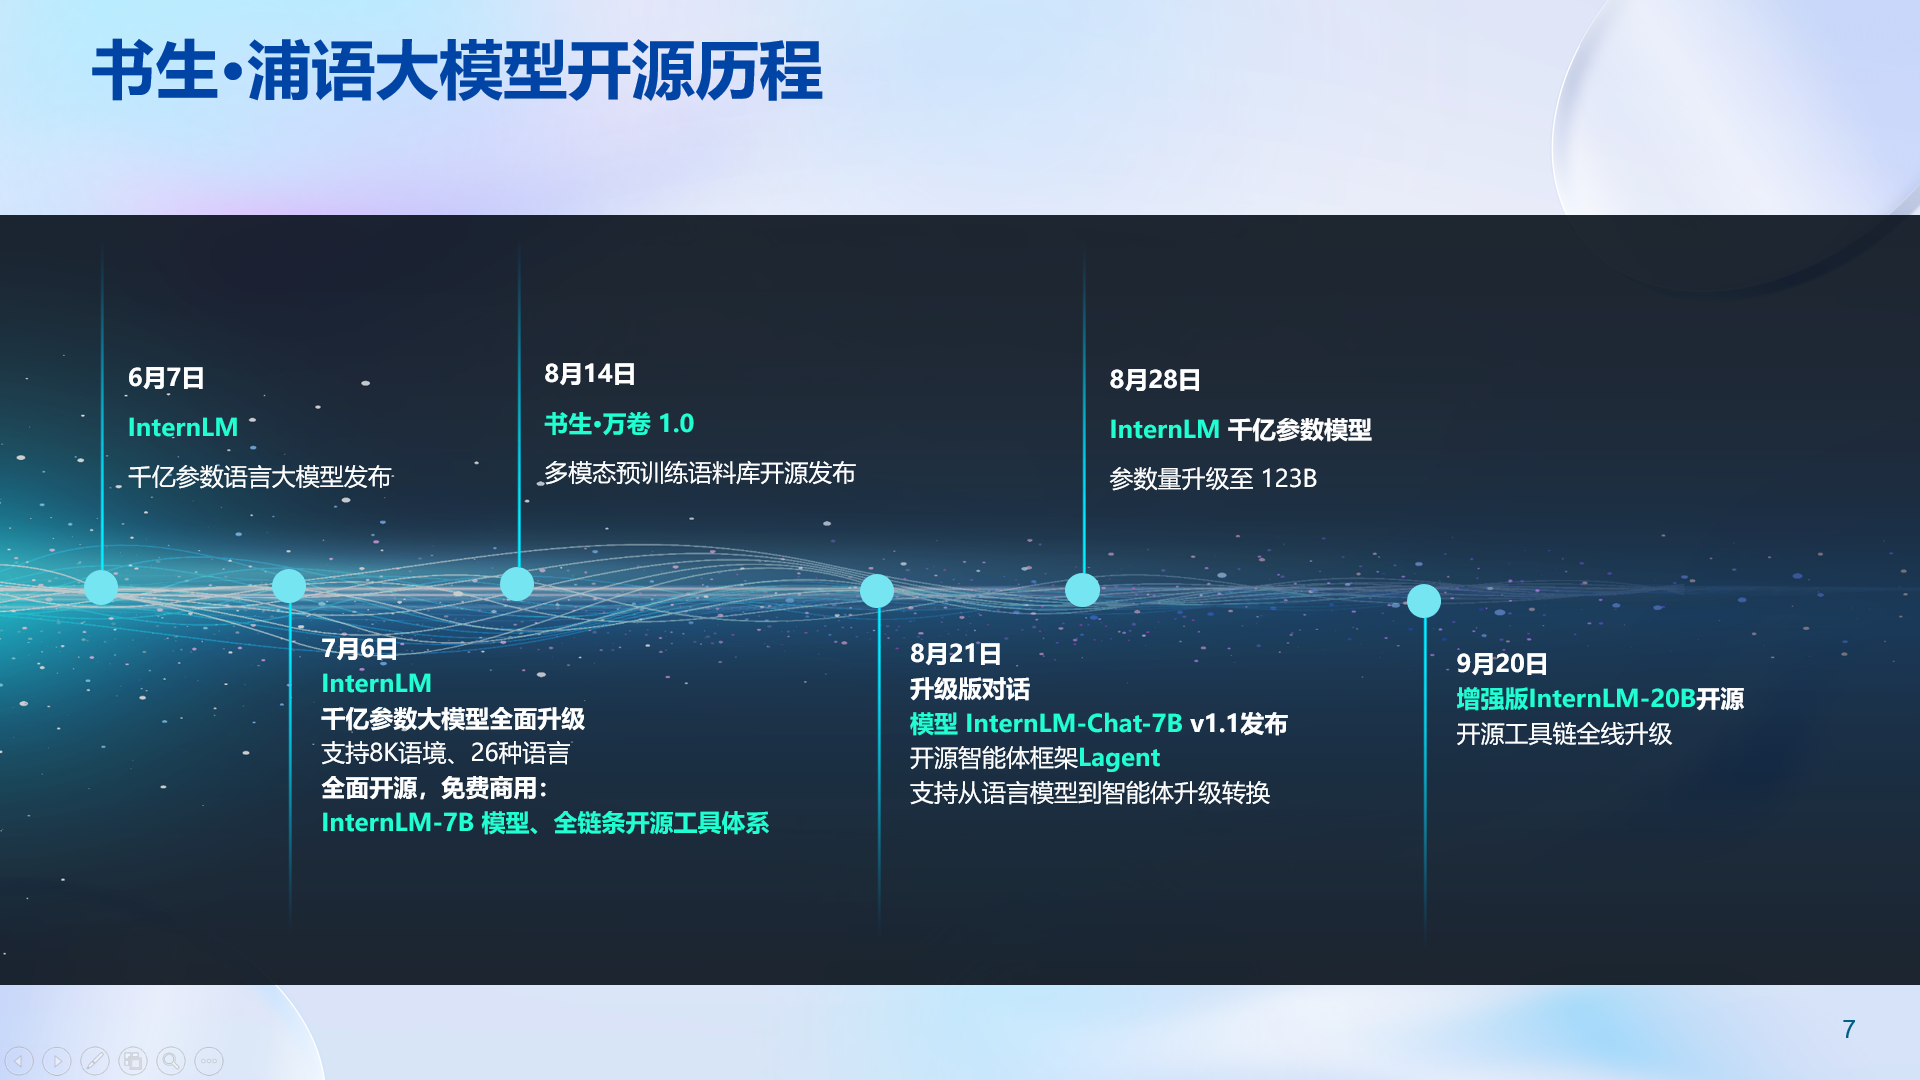 书生·浦语大模型开源历程
6月7日
InternLM
千亿参数语言大模型发布
7月6日
InternLM
千亿参数大模型全面升级
支持8K语境、26种语言
全面开源，免费商用：
InternLM-7B 模型、全链条开源工具体系
8月14日
书生·万卷 1.0
多模态预训练语料库开源发布
8月21日
升级版对话
模型 InternLM-Chat-7B v1.1发布
开源智能体框架Lagent
支持从语言模型到智能体升级转换
8月28日
InternLM 千亿参数模型
参数量升级至 123B
9月20日
增强版InternLM-20B开源
开源工具链全线升级
7